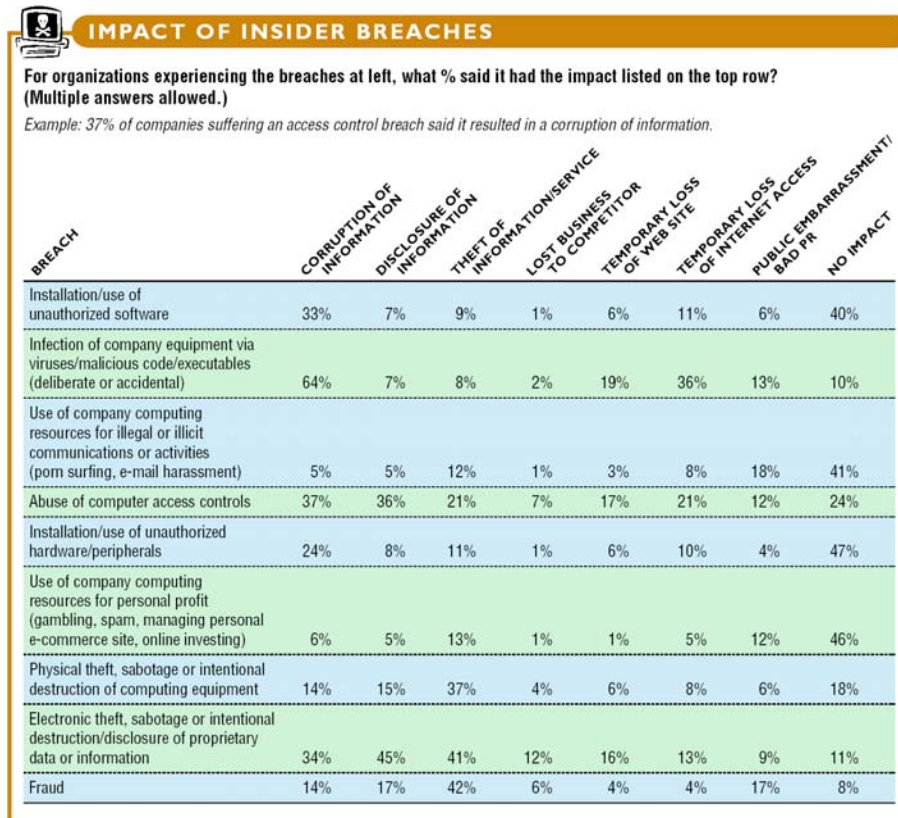 IMPACT OF INSIDER BREACHES
For organizations experiencing the breaches at left, what % said it had the impact listed on the top row?
(Multiple answers allowed.)
Example: 37% of companies suffering an access control breach said it resulted in a corruption of information.
BREACH
CORRUPTION OF
INFORMATION
DISCLOSURE OF
INFORMATION
THEFT OF
INFORMATION/SERVICE
LOST BUSINESS
TO COMPETITOR
TEMPORARY LOSS
OF WEB SITE
TEMPORARY LOSS
OF INTERNET ACCESS
PUBLIC EMBARRASSMENT/
BAD PR
NO IMPACT
Installation/use of
unauthorized software 33% 7% 9% 1% 6% 11% 6% 40%
Infection of company equipment via
viruses/malicious code/executables
(deliberate or accidental) 64% 7% 8% 2% 19% 36% 13% 10%
Use of company computing
resources for illegal or illicit
communications or activities
(porn surfing, e-mail harassment) 5% 5% 12% 1% 3% 8% 18% 41%
Abuse of computer access controls 37% 36% 21% 7% 17% 21% 12% 24%
Installation/use of unauthorized
hardware/peripherals 24% 8% 11% 1% 6% 10% 4% 47%
Use of company computing
resources for personal profit
(gambling, spam, managing personal
e-commerce site, online investing) 6% 5% 13% 1% 1% 5% 12% 46%
Physical theft, sabotage or intentional
destruction of computing equipment 14% 15% 37% 4% 6% 8% 6% 18%
Electronic theft, sabotage or intentional
destruction/disclosure of proprietary
data or information 34% 45% 41% 12% 16% 13% 9% 11%
Fraud 14% 17% 42% 6% 4% 4% 17% 8%